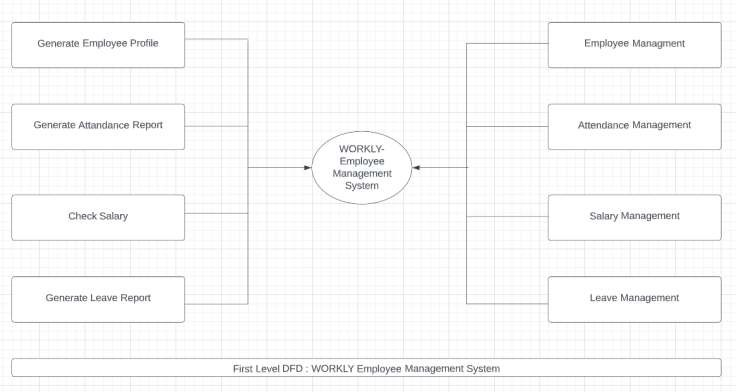 Generate Employee Profile
Employee Managment
Generate Attandance Report
Attendance Management
WORKLY-
Employee
Management
System
Check Salary
Salary Management
Generate Leave Report
Leave Management
First Level DFD : WORKLY Employee Management System